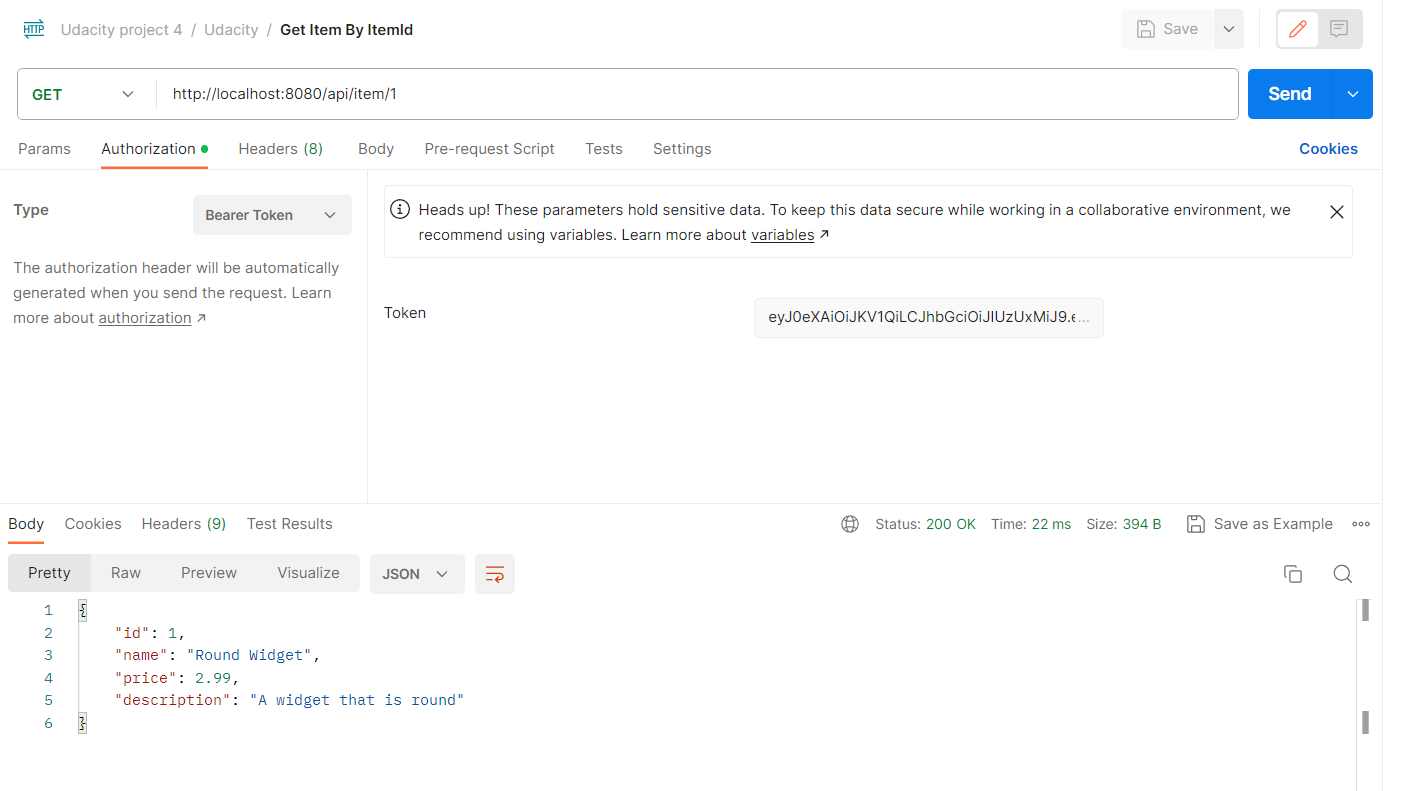 HTTP Udacity project 4 / Udacity / Get Item By ItemId Save
GET http://localhost:8080/api/item/1 Send
Params Authorization Headers (8) Body Pre-request Script Tests Settings Cookies
Type Bearer Token
The authorization header will be automatically
generated when you send the request. Learn
more about authorization ↗
Heads up! These parameters hold sensitive data. To keep this data secure while working in a collaborative environment, we
recommend using variables. Learn more about variables ↗
Token eyJ0eXAiOiJKV1QiLCJhbGciOiJIUzUxMiJ9.e...
Body Cookies Headers (9) Test Results Status: 200 OK Time: 22 ms Size: 394 B Save as Example
Pretty Raw Preview Visualize JSON
1 {
2 "id": 1,
3 "name": "Round Widget",
4 "price": 2.99,
5 "description": "A widget that is round"
6 }